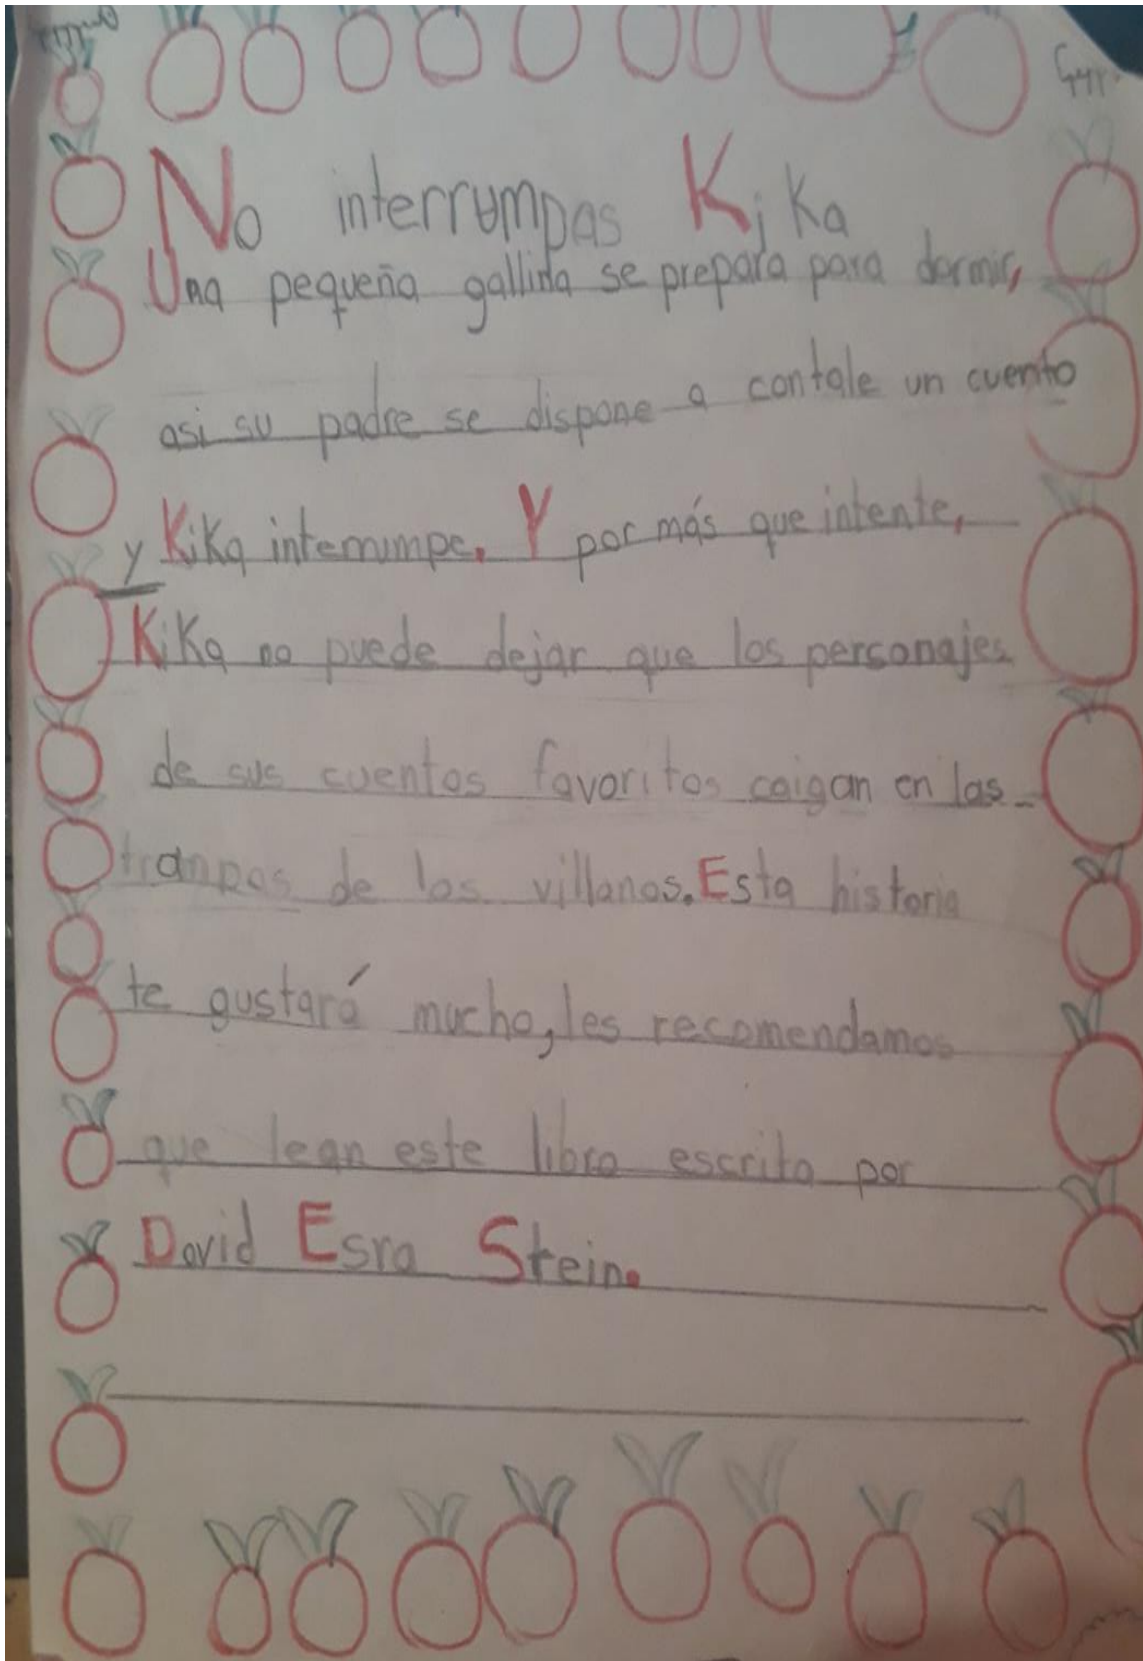 No interrumpas Kika
Una pequeña gallina se prepara para dormir,
asi su padre se dispone a contale un cuento
y Kika interrumpe. Y por más que intente,
Kika no puede dejar que los personajes
de sus cuentos favoritos caigan en las
trampas de los villanos. Esta historia
te gustará mucho, les recomendamos
que lean este libro escrito por
David Esra Stein.